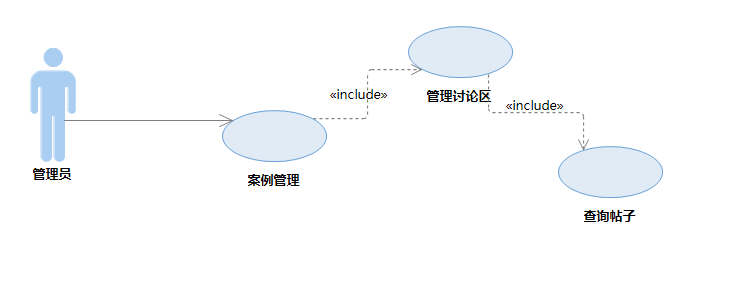 «include»
管理讨论区
«include»
管理员
案例管理
查询帖子